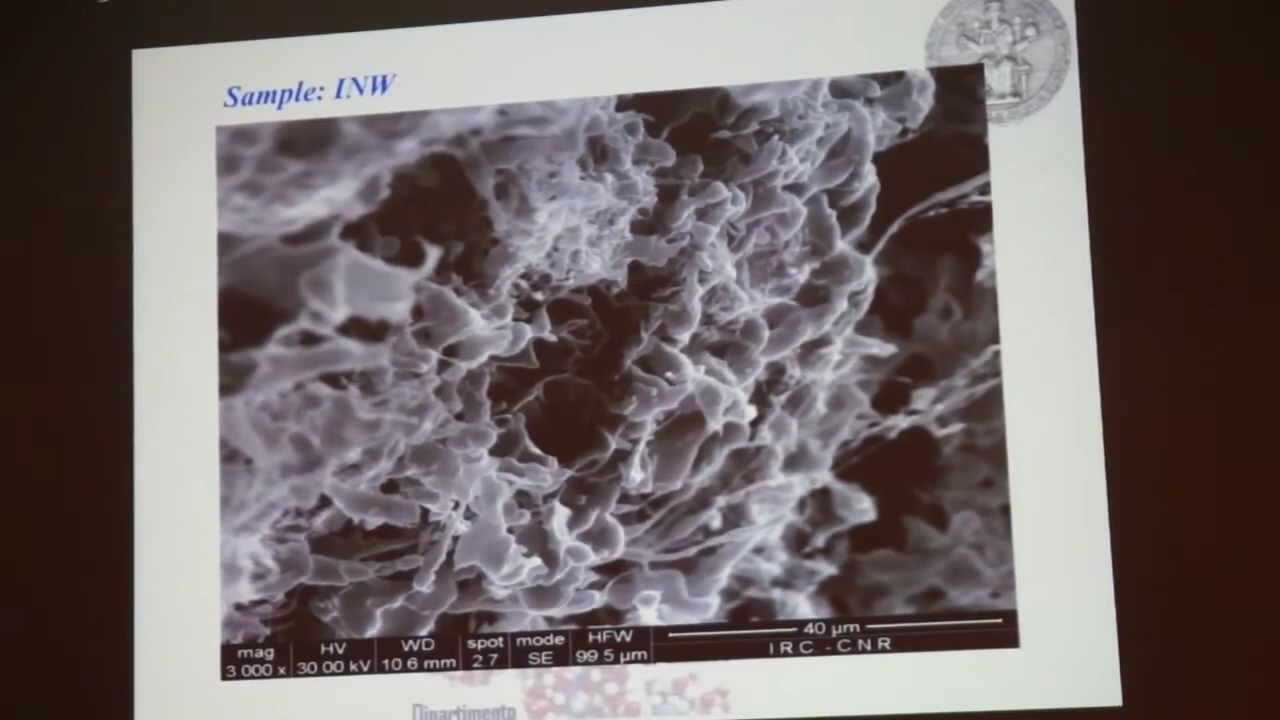 Sample: INW
mag HV WD spot mode HFW 40 µm
3 000 x 30 00 kV 10.6 mm 2 7 SE 99 5 µm IRC -CNR
Dipartimento